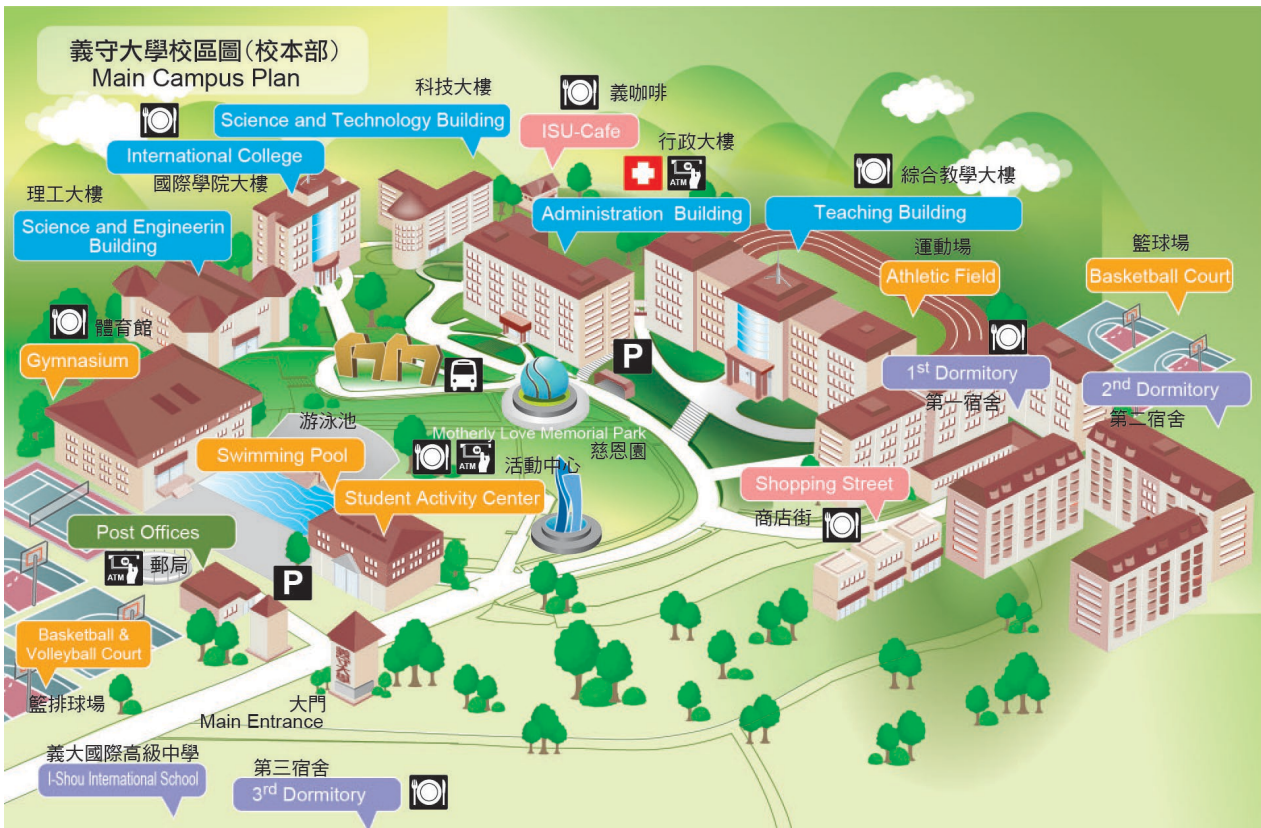 義守大學校區圖(校本部)
Main Campus Plan
科技大樓
Science and Technology Building
義咖啡
ISU-Cafe
International College
國際學院大樓
行政大樓
ATM
Administration Building
綜合教學大樓
Teaching Building
理工大樓
Science and Engineerin
Building
運動場
Athletic Field
籃球場
Basketball Court
體育館
Gymnasium
P
1st Dormitory
第一宿舍
2nd Dormitory
第二宿舍
游泳池
Swimming Pool
Motherly Love Memorial Park
慈恩園
ATM
活動中心
Student Activity Center
Shopping Street
商店街
Post Offices
ATM
郵局
P
Basketball &
Volleyball Court
籃排球場
大門
Main Entrance
義大國際高級中學
I-Shou International School
第三宿舍
3rd Dormitory